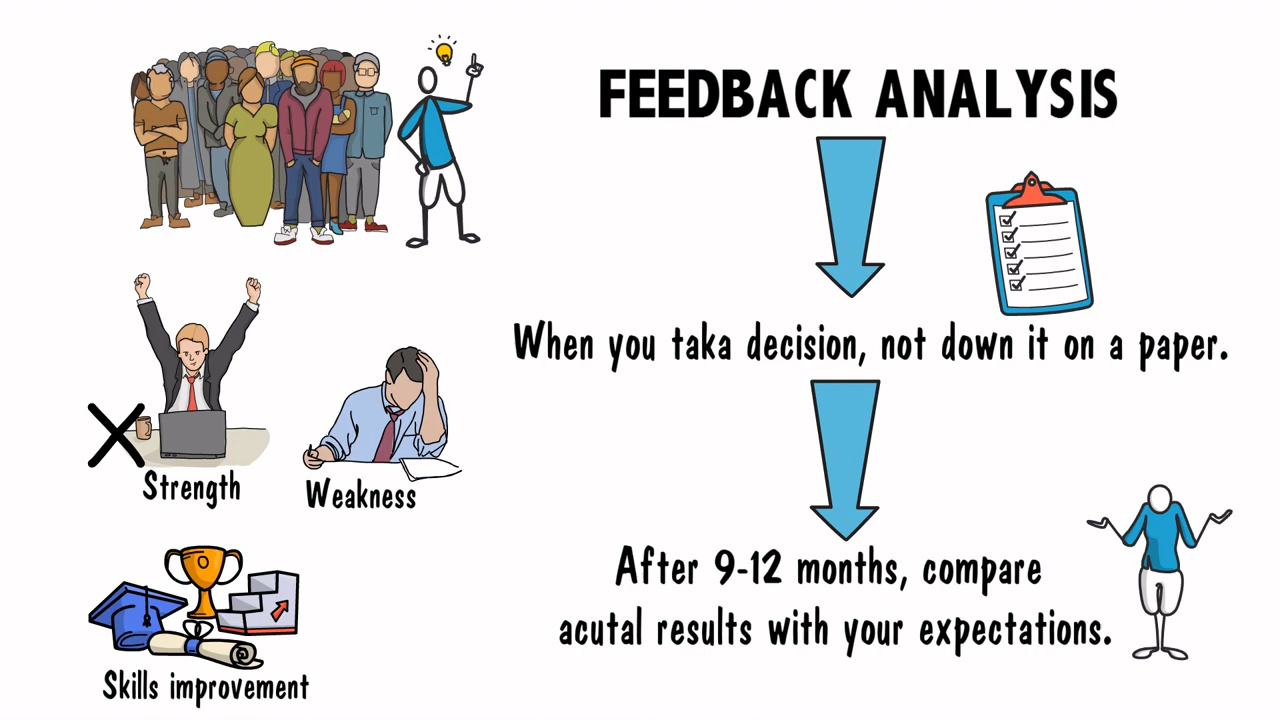 FEEDBACK ANALYSIS
When you taka decision, not down it on a paper.
Strength
Weakness
After 9-12 months, compare
acutal results with your expectations.
Skills improvement